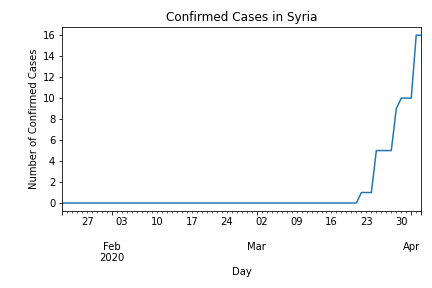 Confirmed Cases in Syria
16
14
12
10
8
6
4
2
0
Number of Confirmed Cases
27 03 10 17 24 02 09 16 23 30
Feb Mar Apr
2020
Day